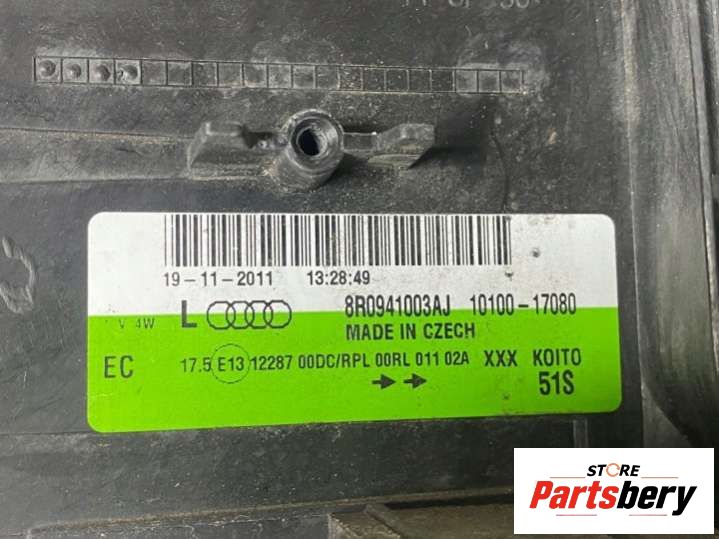 19-11-2011 13:28:49
L 8R0941003AJ 10100-17080
V 4W
MADE IN CZECH
EC 17.5 E13 12287 00DC/RPL 00RL 011 02A XXX KOITO
51S
STORE
Partsbery